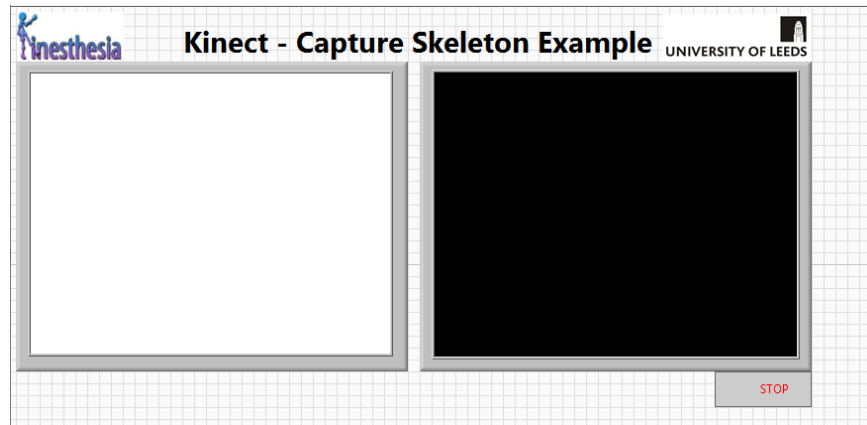 Kinesthesia
Kinect - Capture Skeleton Example
UNIVERSITY OF LEEDS
STOP